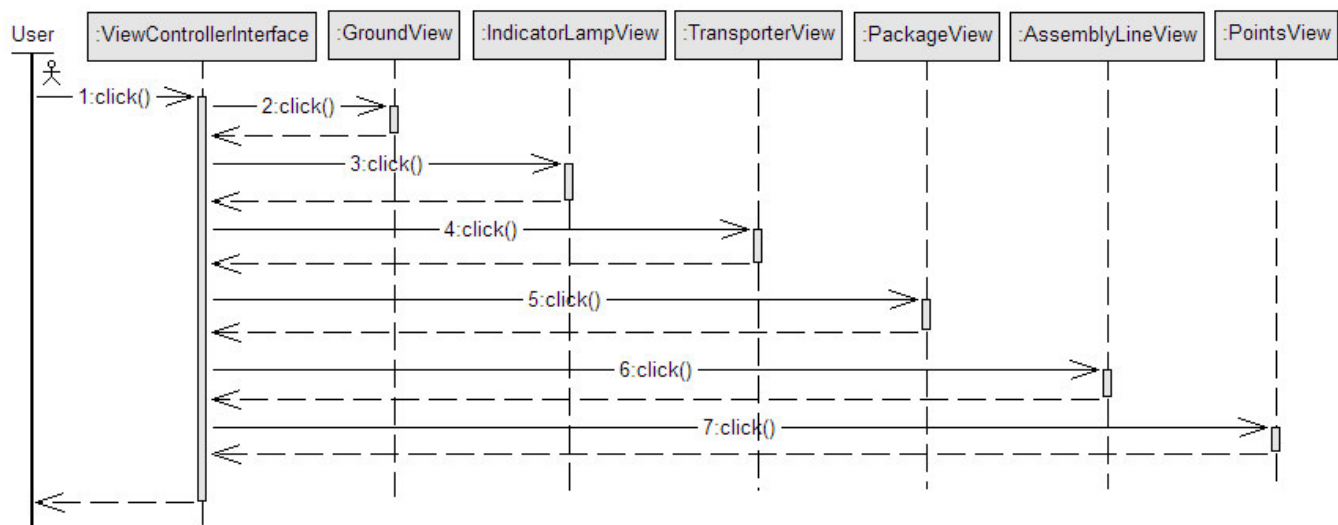 User
:ViewControllerInterface
:GroundView
:IndicatorLampView
:TransporterView
:PackageView
:AssemblyLineView
:PointsView
1:click()
2:click()
3:click()
4:click()
5:click()
6:click()
7:click()